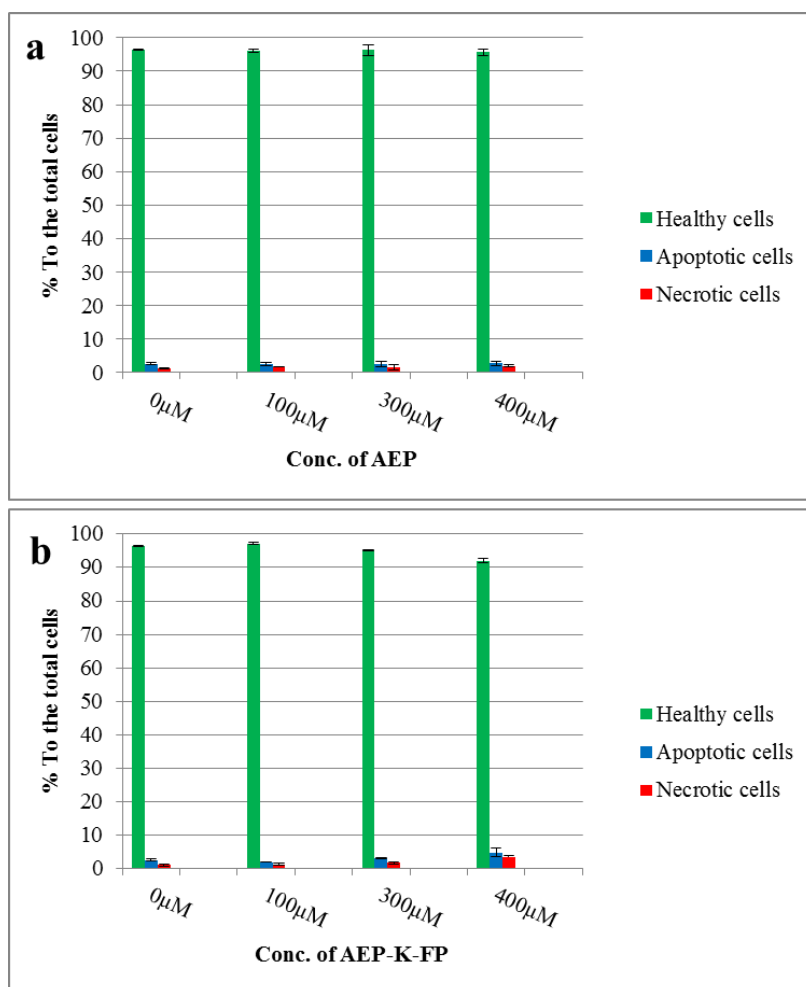 a
% To the total cells
100
90
80
70
60
50
40
30
20
10
0
0µM
100µM
300µM
400µM
Conc. of AEP
Healthy cells
Apoptotic cells
Necrotic cells
b
% To the total cells
100
90
80
70
60
50
40
30
20
10
0
0µM
100µM
300µM
400µM
Conc. of AEP-K-FP
Healthy cells
Apoptotic cells
Necrotic cells